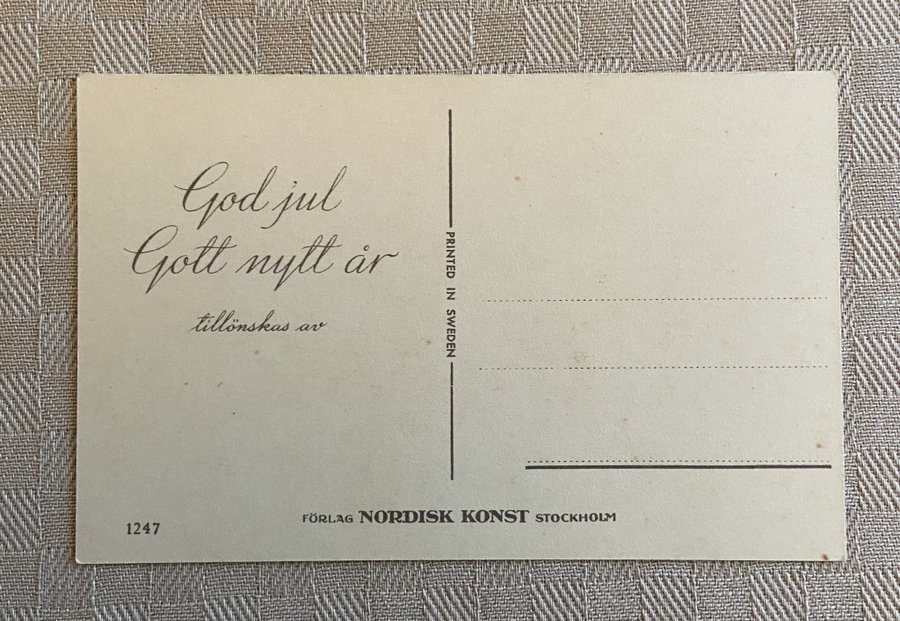 God jul
Gott nytt år
tillönskas av
PRINTED IN SWEDEN
1247
FÖRLAG NORDISK KONST STOCKHOLM